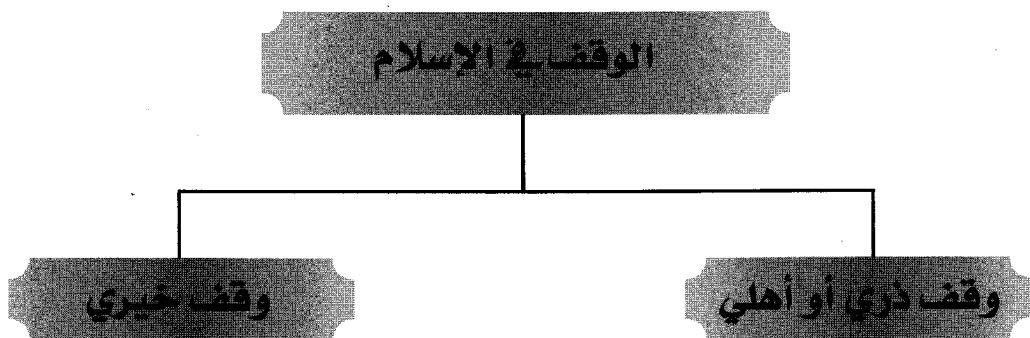 الوقف في الإسلام
وقف ذري أو أهلي
وقف خيري